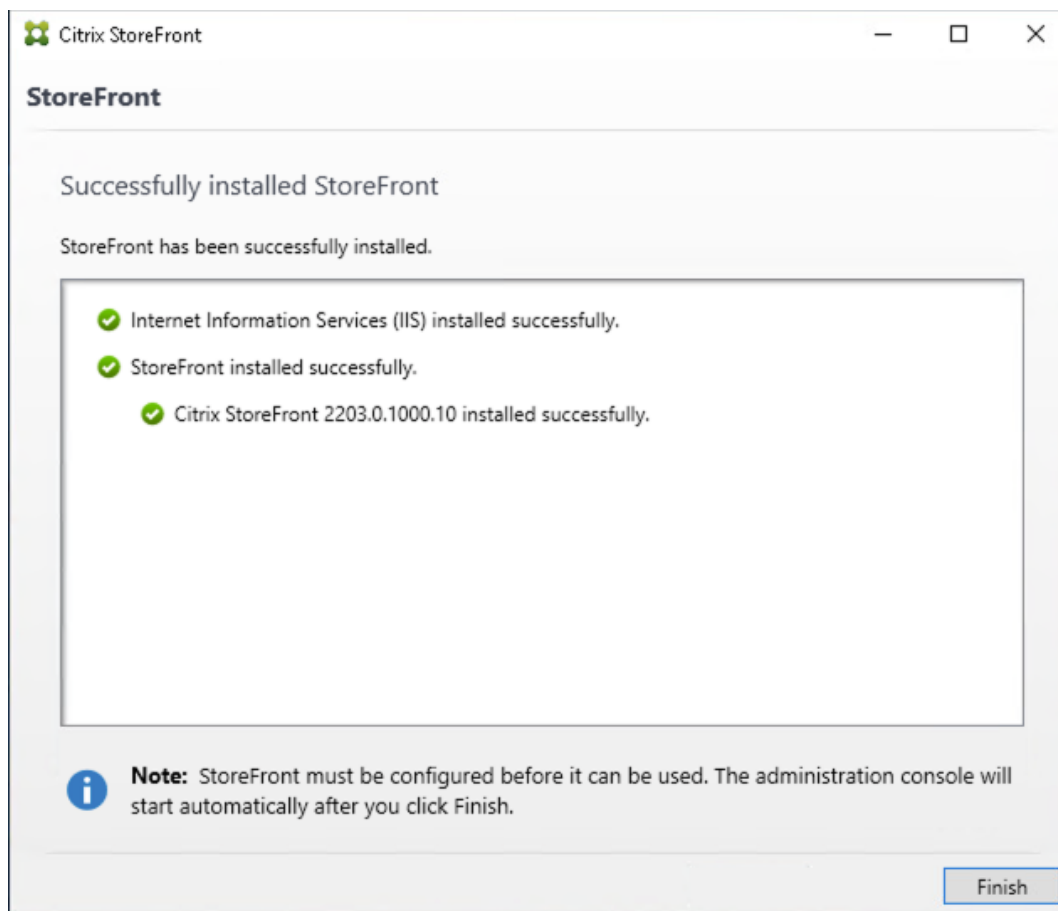 Citrix StoreFront
StoreFront
Successfully installed StoreFront
StoreFront has been successfully installed.
Internet Information Services (IIS) installed successfully.
StoreFront installed successfully.
Citrix StoreFront 2203.0.1000.10 installed successfully.
Note: StoreFront must be configured before it can be used. The administration console will
start automatically after you click Finish.
Finish